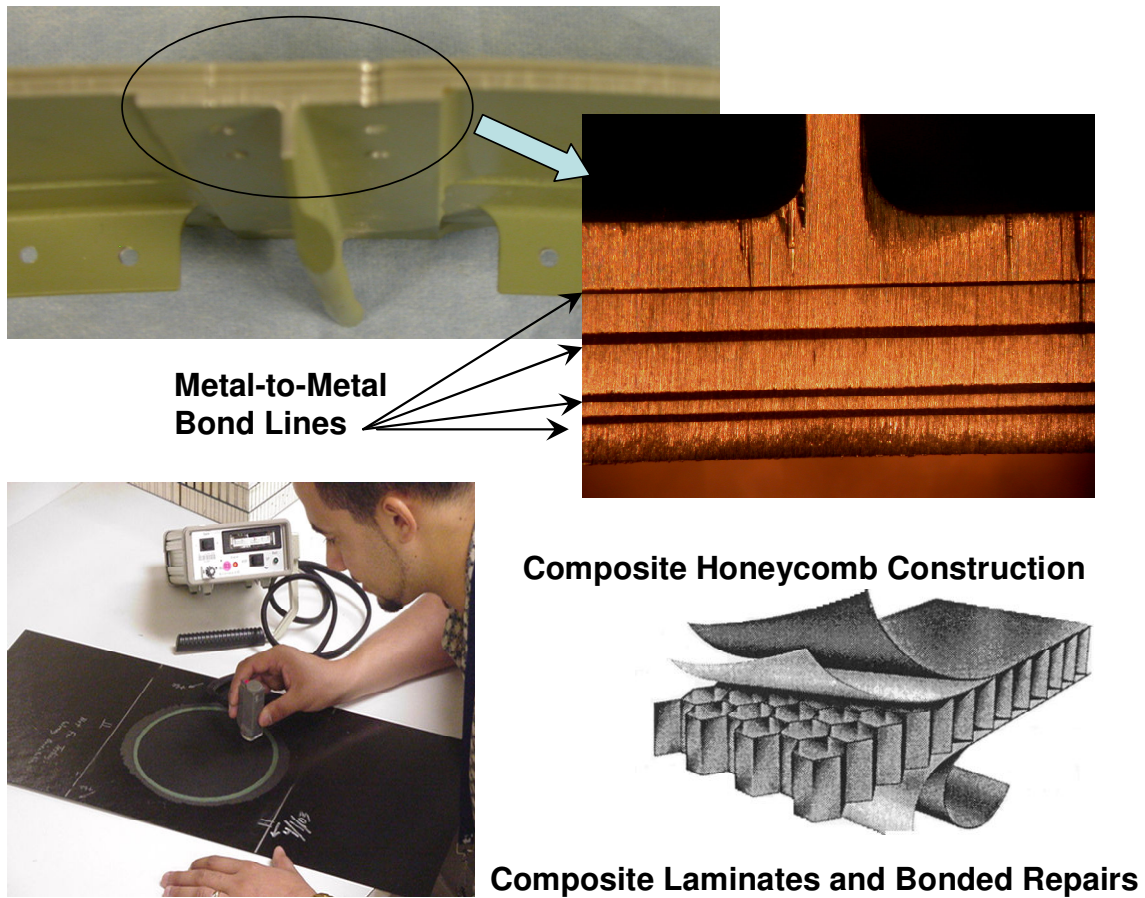 Metal-to-Metal
Bond Lines
Composite Honeycomb Construction
Composite Laminates and Bonded Repairs